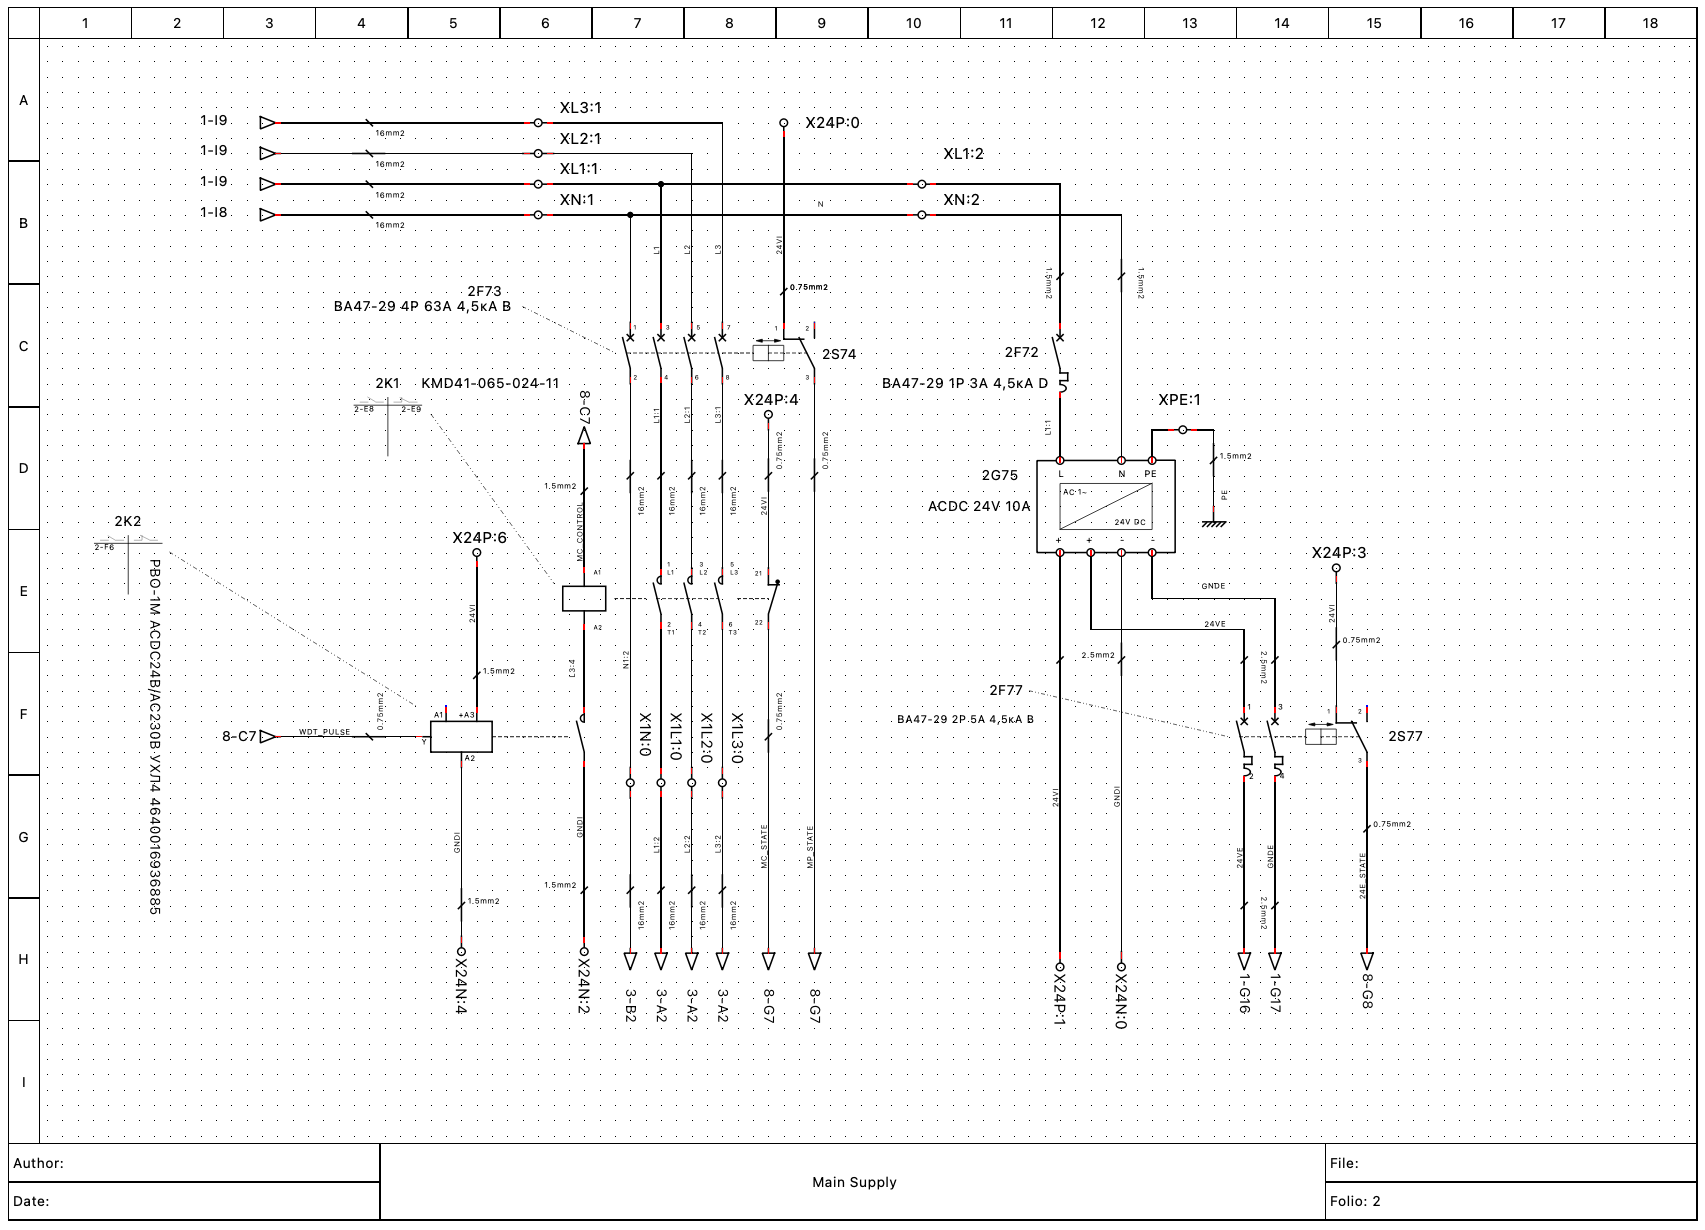 1 2 3 4 5 6 7 8 9 10 11 12 13 14 15 16 17 18
A
B
C
D
E
F
G
H
I
1-I9
16mm2
XL3:1
1-I9
16mm2
XL2:1
1-I9
16mm2
XL1:1
1-I8
16mm2
XN:1
X24P:0
XL1:2
XN:2
N
L1
L2
L3
24VI
0.75mm2
1.5mm2
1.5mm2
2F73
BA47-29 4P 63A 4,5кА B
1
3
5
7
2
4
6
8
1
2
3
2S74
2F72
BA47-29 1P 3A 4,5кА D
2K1
KMD41-065-024-11
2-E8
2-E9
8-C7
X24P:4
XPE:1
L1:1
L2:1
L3:1
0.75mm2
0.75mm2
L1:1
1.5mm2
MC_CONTROL
16mm2
16mm2
16mm2
16mm2
24VI
2G75
ACDC 24V 10A
L
N
PE
AC 1~
24V DC
+
+
-
-
1.5mm2
PE
2K2
2-F6
РВО-1М ACDC24В/AC230В УХЛ4 4640016936885
X24P:6
24VI
1.5mm2
A1
A2
1
L1
3
L2
5
L3
21
2
T1
4
T2
6
T3
22
X24P:3
24VI
0.75mm2
GNDE
24VE
2.5mm2
2.5mm2
13:4
N1:2
8-C7
WDT_PULSE
0.75mm2
A1
+A3
Y
A2
X1N:0
X1L1:0
X1L2:0
X1L3:0
0.75mm2
2F77
BA47-29 2P 5A 4,5кА B
1
3
2
4
1
2
3
2S77
GNDI
1.5mm2
GNDI
1.5mm2
L1:2
L2:2
L3:2
MC_STATE
MP_STATE
16mm2
16mm2
16mm2
16mm2
24VI
GNDI
24VE
GNDE
2.5mm2
0.75mm2
24E_STATE
X24N:4
X24N:2
3-B2
3-A2
3-A2
3-A2
8-G7
8-G7
X24P:1
X24N:0
1-G16
1-G17
8-G8
Author:
Date:
Main Supply
File:
Folio: 2